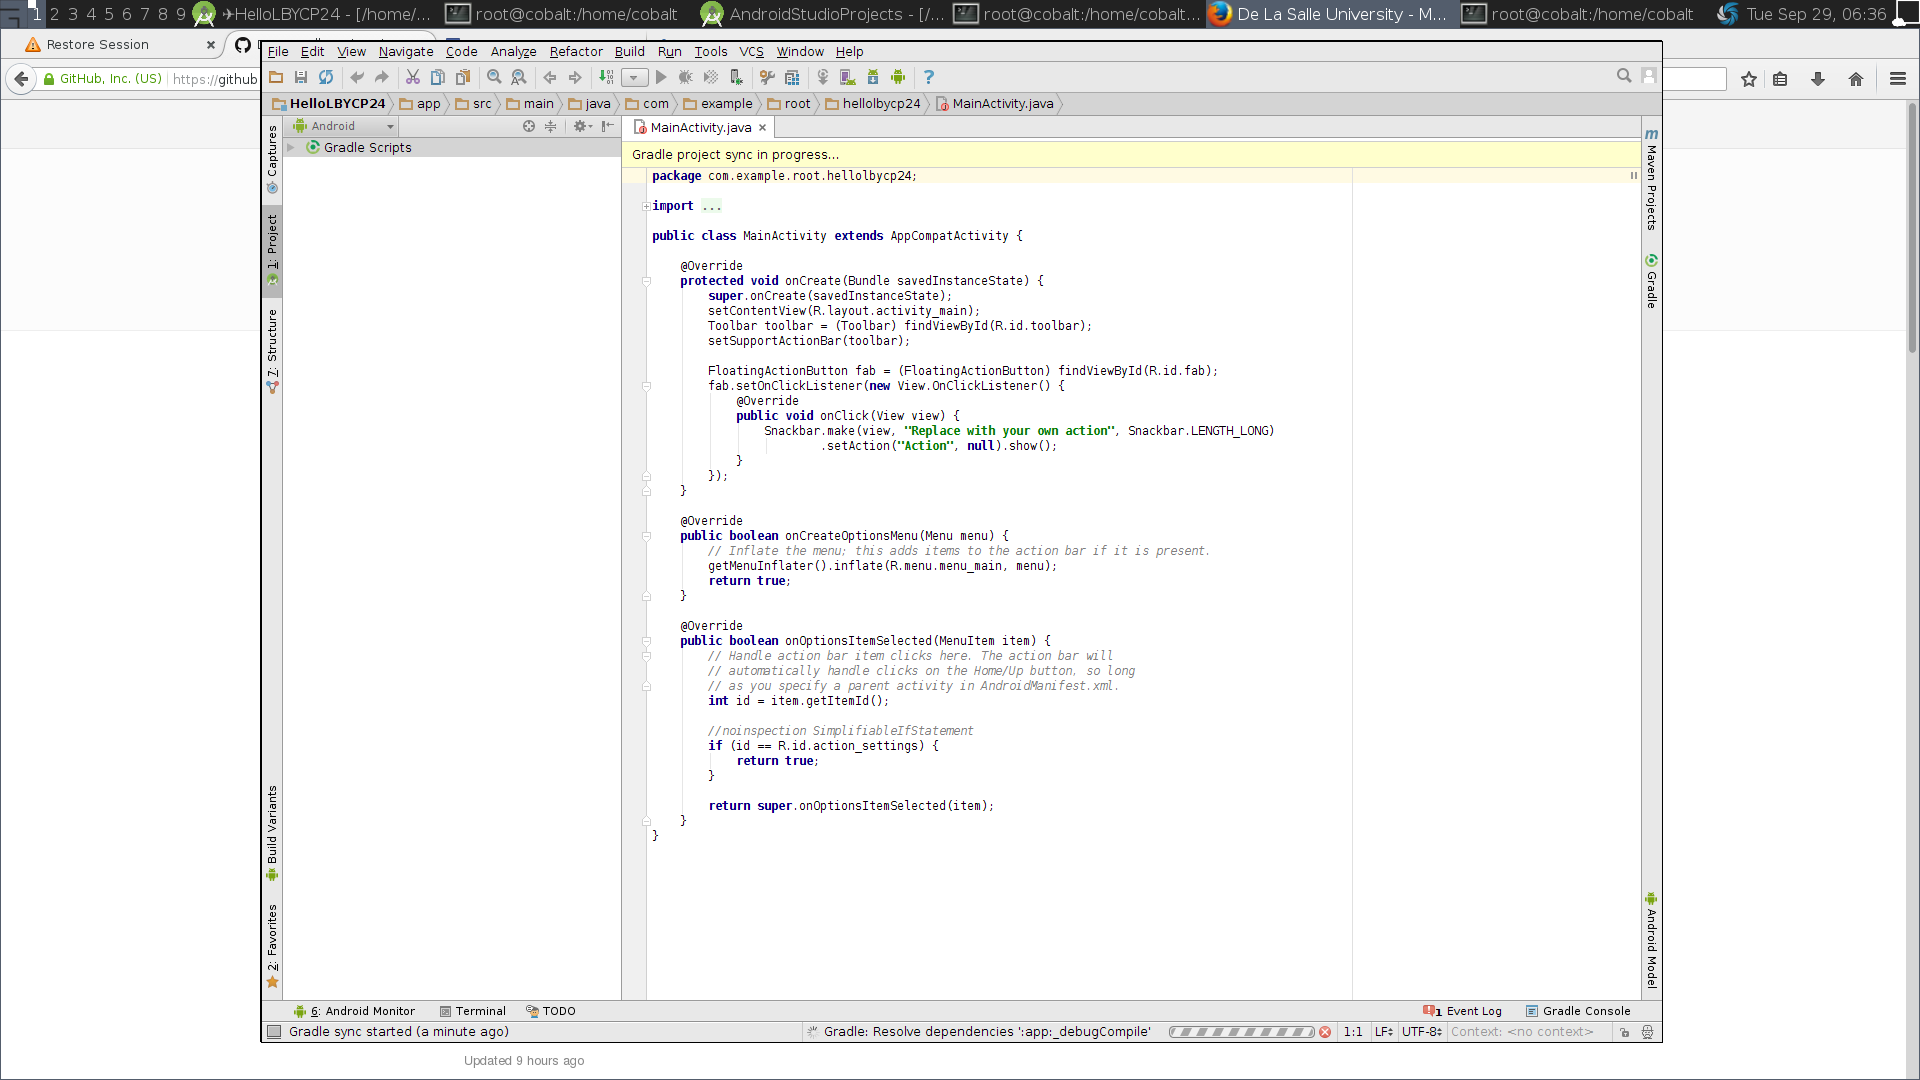 1 2 3 4 5 6 7 8 9 ✈HelloLBYCP24 - [/home/... root@cobalt:/home/cobalt AndroidStudioProjects - [/... root@cobalt:/home/cobalt... De La Salle University - M... root@cobalt:/home/cobalt Tue Sep 29, 06:36
Restore Session
GitHub, Inc. (US) https://github
File Edit View Navigate Code Analyze Refactor Build Run Tools VCS Window Help
HelloLBYCP24 app src main java com example root hellolbycp24 MainActivity.java
Android
MainActivity.java
Gradle Scripts
Gradle project sync in progress...
package com.example.root.hellolbycp24;
import ...
public class MainActivity extends AppCompatActivity {
@Override
protected void onCreate(Bundle savedInstanceState) {
super.onCreate(savedInstanceState);
setContentView(R.layout.activity_main);
Toolbar toolbar = (Toolbar) findViewById(R.id.toolbar);
setSupportActionBar(toolbar);
FloatingActionButton fab = (FloatingActionButton) findViewById(R.id.fab);
fab.setOnClickListener(new View.OnClickListener() {
@Override
public void onClick(View view) {
Snackbar.make(view, "Replace with your own action", Snackbar.LENGTH_LONG)
.setAction("Action", null).show();
}
});
}
@Override
public boolean onCreateOptionsMenu(Menu menu) {
// Inflate the menu; this adds items to the action bar if it is present.
getMenuInflater().inflate(R.menu.menu_main, menu);
return true;
}
@Override
public boolean onOptionsItemSelected(MenuItem item) {
// Handle action bar item clicks here. The action bar will
// automatically handle clicks on the Home/Up button, so long
// as you specify a parent activity in AndroidManifest.xml.
int id = item.getItemId();
//noinspection SimplifiableIfStatement
if (id == R.id.action_settings) {
return true;
}
return super.onOptionsItemSelected(item);
}
}
Captures
1: Project
7: Structure
Build Variants
2: Favorites
Maven Projects
Gradle
Android Model
6: Android Monitor Terminal TODO 1 Event Log Gradle Console
Gradle sync started (a minute ago) Gradle: Resolve dependencies ':app:_debugCompile' 1:1 LF UTF-8 Context: <no context>
Updated 9 hours ago